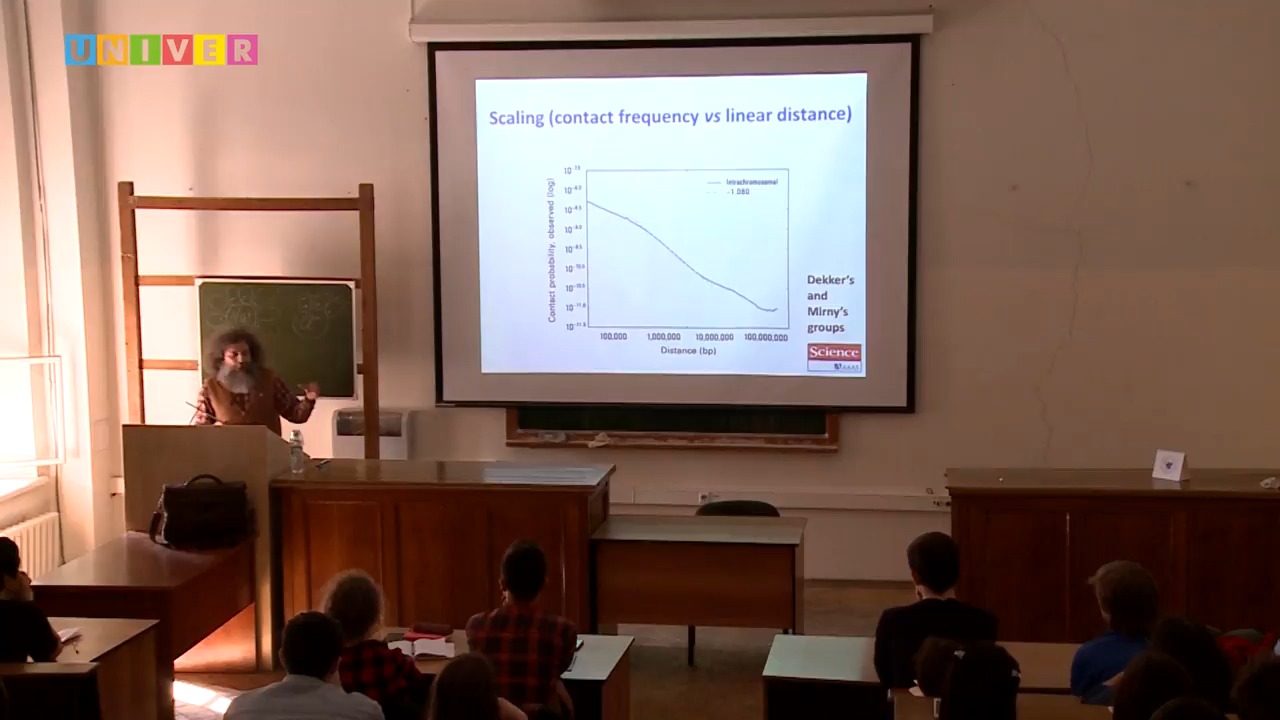 UNIVER
Scaling (contact frequency vs linear distance)
Contact probability, observed (log)
Intrachromosomal
-1.080
100,000 1,000,000 10,000,000 100,000,000
Distance (bp)
Dekker's
and
Mirny's
groups
Science
AAAS